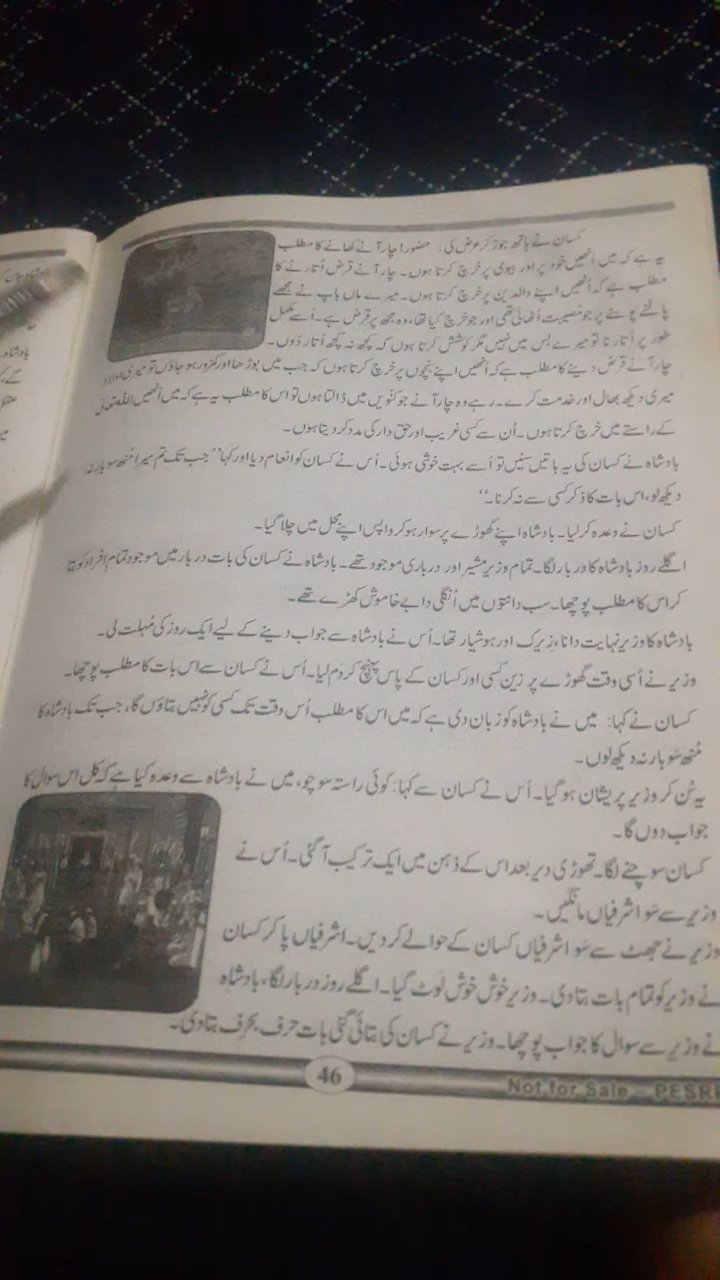 کسان نے ہاتھ جوڑ کر عرض کی: حضور! چار آنے کھانے کا مطلب
یہ ہے کہ میں اُنھیں خود پر اور بیوی پر خرچ کرتا ہوں۔ چار آنے قرض اُتارنے کا
مطلب ہے کہ اُنھیں اپنے والدین پر خرچ کرتا ہوں۔ میرے ماں باپ نے مجھے
پالنے پوسنے پر جو مصیبت اُٹھائی تھی اور جو خرچ کیا تھا، وہ مجھ پر قرض ہے۔ اُسے مکمل
طور پر اُتارنا تو میرے بس میں نہیں مگر کوشش کرتا ہوں کہ کچھ نہ کچھ اُتار دُوں۔
چار آنے قرض دینے کا مطلب ہے کہ اُنھیں اپنے بچّوں پر خرچ کرتا ہوں کہ جب میں بوڑھا اور کمزور ہو جاؤں تو میری اولاد
میری دیکھ بھال اور خدمت کرے۔ رہے وہ چار آنے جو کنویں میں ڈالتا ہوں تو اس کا مطلب یہ ہے کہ میں اُنھیں اللہ تعالیٰ
کے راستے میں خرچ کرتا ہوں۔ اُن سے کسی غریب اور حق دار کی مدد کر دیتا ہوں۔
بادشاہ نے کسان کی یہ باتیں سنیں تو اُسے بہت خوشی ہوئی۔ اُس نے کسان کو انعام دیا اور کہا ”جب تک تم میرا مُنھ سو بار نہ
دیکھ لو، اس بات کا ذکر کسی سے نہ کرنا۔“
کسان نے وعدہ کر لیا۔ بادشاہ اپنے گھوڑے پر سوار ہو کر واپس اپنے محل میں چلا گیا۔
اگلے روز بادشاہ کا دربار لگا۔ تمام وزیر مشیر اور درباری موجود تھے۔ بادشاہ نے کسان کی بات دربار میں موجود تمام افراد کو بتا
کر اس کا مطلب پوچھا۔ سب دانتوں میں اُنگلی دابے خاموش کھڑے تھے۔
بادشاہ کا وزیر نہایت دانا، زیرک اور ہوشیار تھا۔ اُس نے بادشاہ سے جواب دینے کے لیے ایک روز کی مُہلت لی۔
وزیر نے اُسی وقت گھوڑے پر زین کسی اور کسان کے پاس پہنچ کر دَم لیا۔ اُس نے کسان سے اس بات کا مطلب پوچھا۔
کسان نے کہا: میں نے بادشاہ کو زبان دی ہے کہ میں اس کا مطلب اُس وقت تک کسی کو نہیں بتاؤں گا، جب تک بادشاہ کا
مُنھ سَو بار نہ دیکھ لوں۔
یہ سُن کر وزیر پریشان ہو گیا۔ اُس نے کسان سے کہا: کوئی راستہ سوچو، میں نے بادشاہ سے وعدہ کیا ہے کہ کل اس سوال کا
جواب دوں گا۔
کسان سوچنے لگا۔ تھوڑی دیر بعد اس کے ذہن میں ایک ترکیب آ گئی۔ اُس نے
وزیر سے سَو اشرفیاں مانگیں۔
وزیر نے جھٹ سے سَو اشرفیاں کسان کے حوالے کر دیں۔ اشرفیاں پا کر کسان
نے وزیر کو تمام بات بتا دی۔ وزیر خوش خوش لَوٹ گیا۔ اگلے روز دربار لگا، بادشاہ
نے وزیر سے سوال کا جواب پوچھا۔ وزیر نے کسان کی بتائی گئی بات حرف بحرف بتا دی۔
46
Not for Sale - PESR